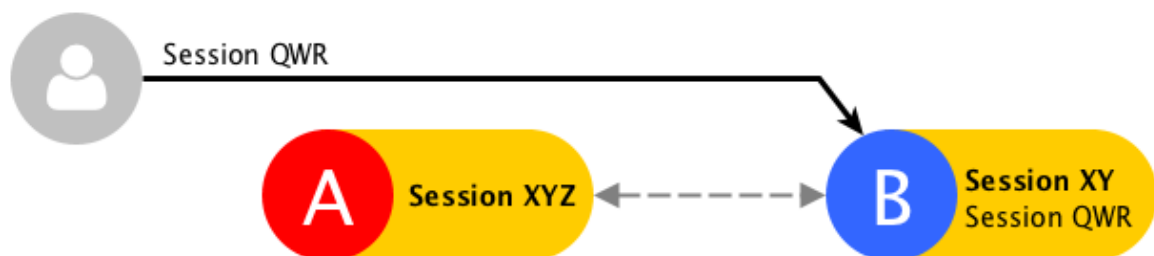 Session QWR
A
Session XYZ
B
Session XY
Session QWR